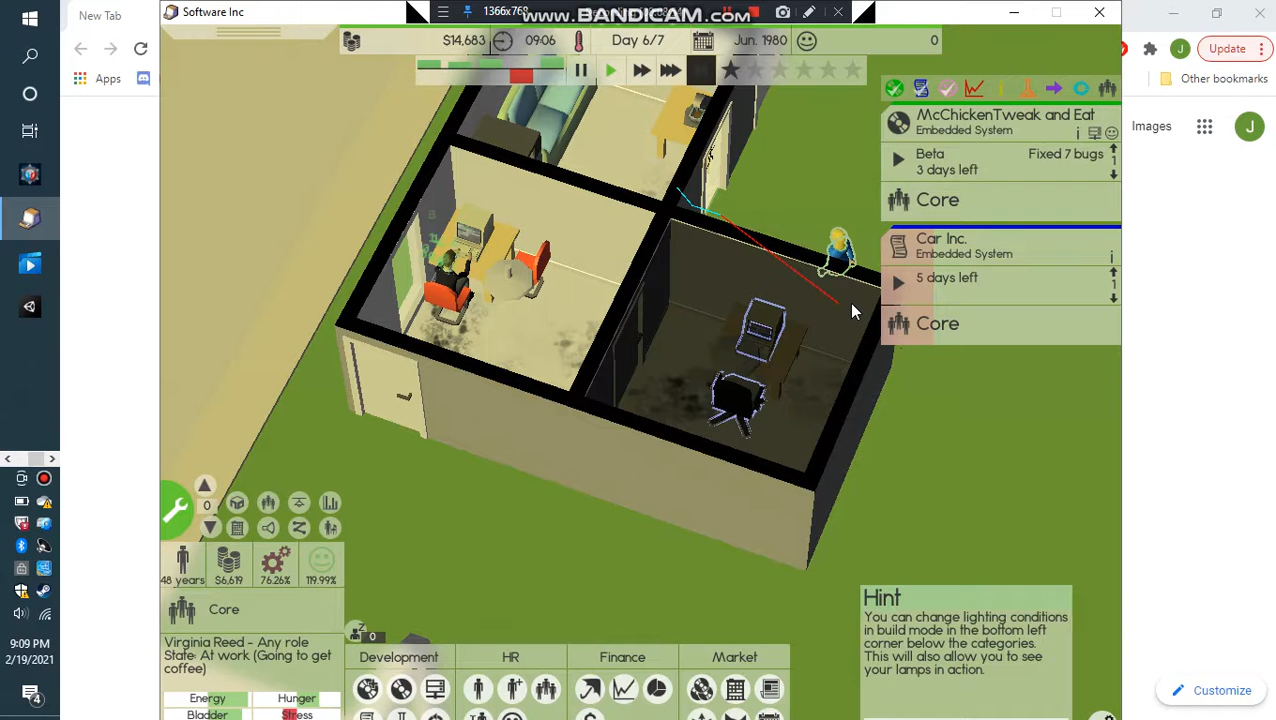 New Tab
Software Inc
1366x768
www.BANDICAM.com
$14,683
09:06
Day 6/7
Jun. 1980
0
Update
Apps
Other bookmarks
Images
J
J
McChickenTweak and Eat
Embedded System
Beta
Fixed 7 bugs
3 days left
1
Core
Car Inc.
Embedded System
5 days left
1
Core
0
48 years
$6,619
76.26%
119.99%
Core
Virginia Reed - Any role
State: At work (Going to get
coffee)
Energy
Hunger
Bladder
Stress
0
Development
HR
Finance
Market
Hint
You can change lighting conditions
in build mode in the bottom left
corner below the categories.
This will also allow you to see
your lamps in action.
Customize
9:09 PM
2/19/2021
4